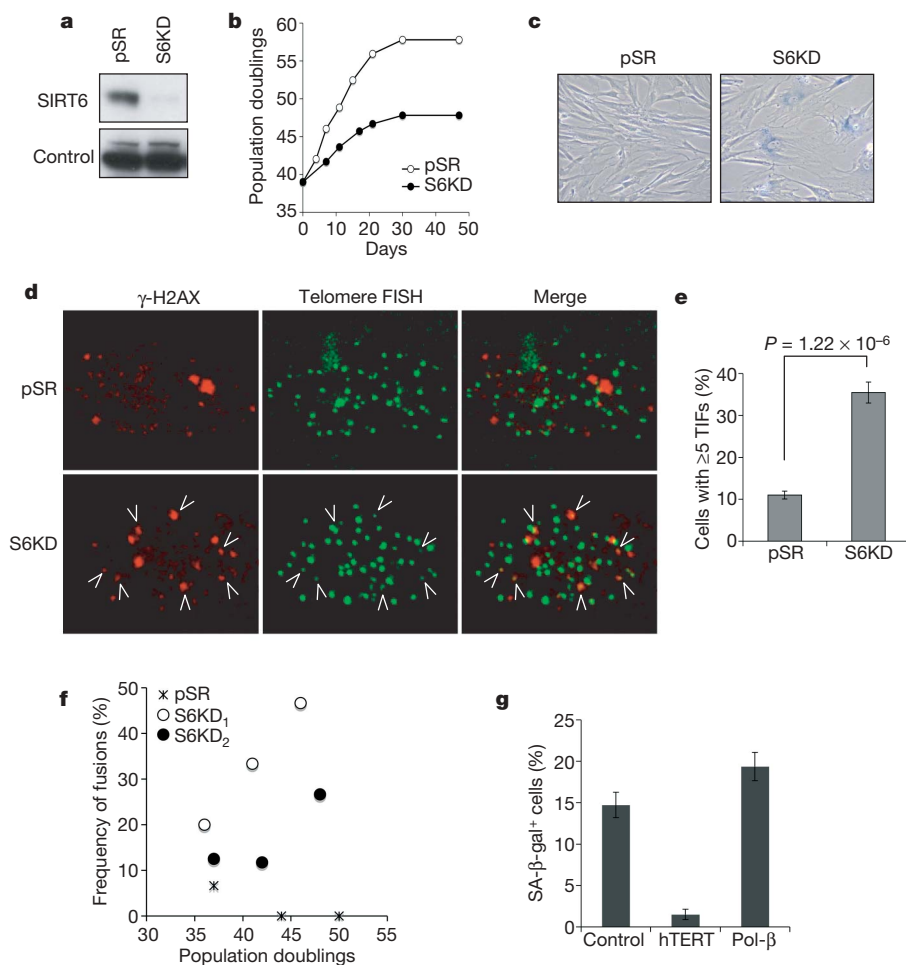 a
pSR
S6KD
SIRT6
Control
b
60
55
50
45
40
35
Population doublings
pSR
S6KD
0 10 20 30 40 50
Days
c
pSR S6KD
d
γ-H2AX Telomere FISH Merge
pSR
S6KD
e
P = 1.22 × 10⁻⁶
40
30
20
10
0
Cells with ≥5 TIFs (%)
pSR S6KD
f
pSR
S6KD₁
S6KD₂
50
40
30
20
10
0
Frequency of fusions (%)
30 35 40 45 50 55
Population doublings
g
25
20
15
10
5
0
SA-β-gal⁺ cells (%)
Control hTERT Pol-β